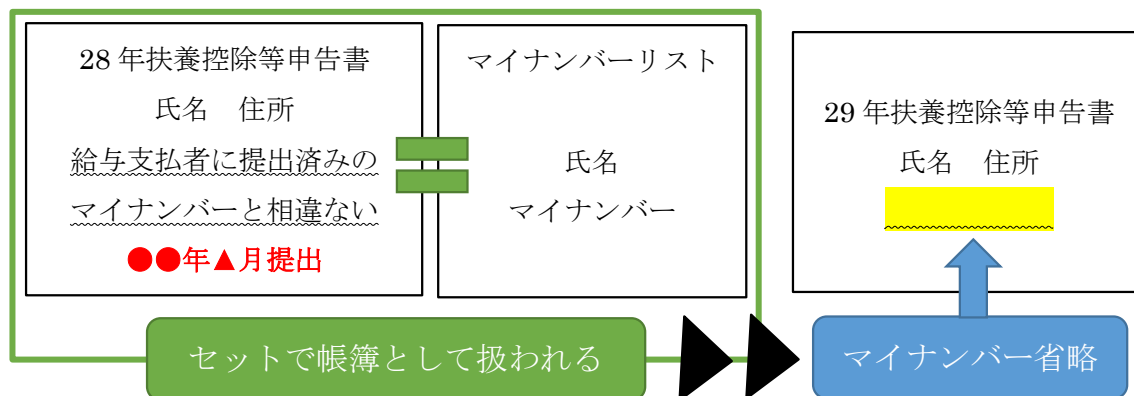 28年扶養控除等申告書
氏名　住所
給与支払者に提出済みの
マイナンバーと相違ない
●●年▲月提出
マイナンバーリスト
氏名
マイナンバー
29年扶養控除等申告書
氏名　住所
セットで帳簿として扱われる
マイナンバー省略